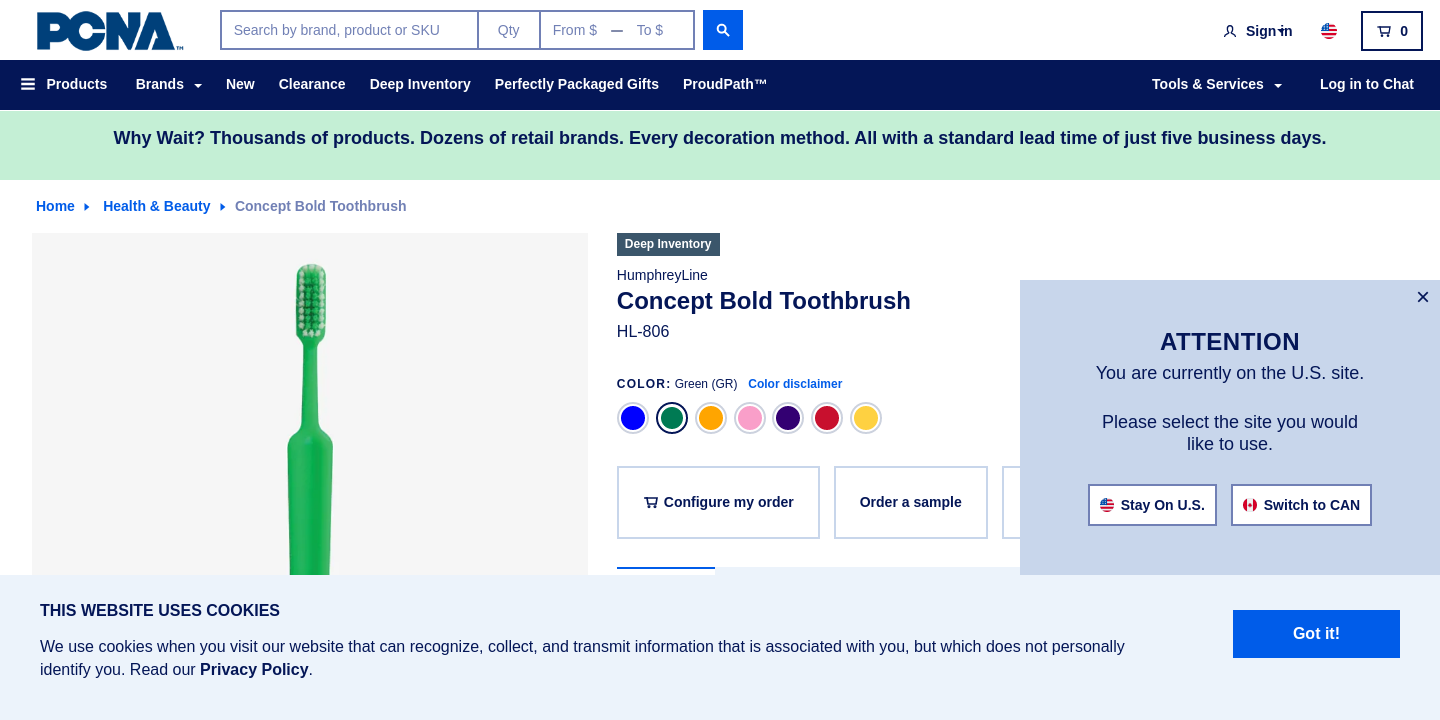 PCNA™
Search by brand, product or SKU
Qty
From $ — To $
Sign In
0
Products
Brands
New
Clearance
Deep Inventory
Perfectly Packaged Gifts
ProudPath™
Tools & Services
Log in to Chat
Why Wait? Thousands of products. Dozens of retail brands. Every decoration method. All with a standard lead time of just five business days.
Home
Health & Beauty
Concept Bold Toothbrush
Deep Inventory
HumphreyLine
Concept Bold Toothbrush
HL-806
COLOR: Green (GR) Color disclaimer
Configure my order
Order a sample
×
ATTENTION
You are currently on the U.S. site.
Please select the site you would
like to use.
Stay On U.S.
Switch to CAN
THIS WEBSITE USES COOKIES
We use cookies when you visit our website that can recognize, collect, and transmit information that is associated with you, but which does not personally
identify you. Read our Privacy Policy.
Got it!